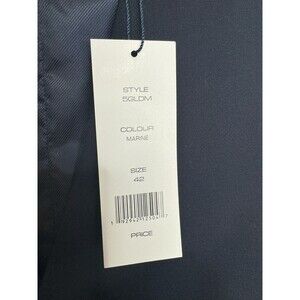 STYLE
5GLDM
COLOUR
MARINE
SIZE
42
PRICE